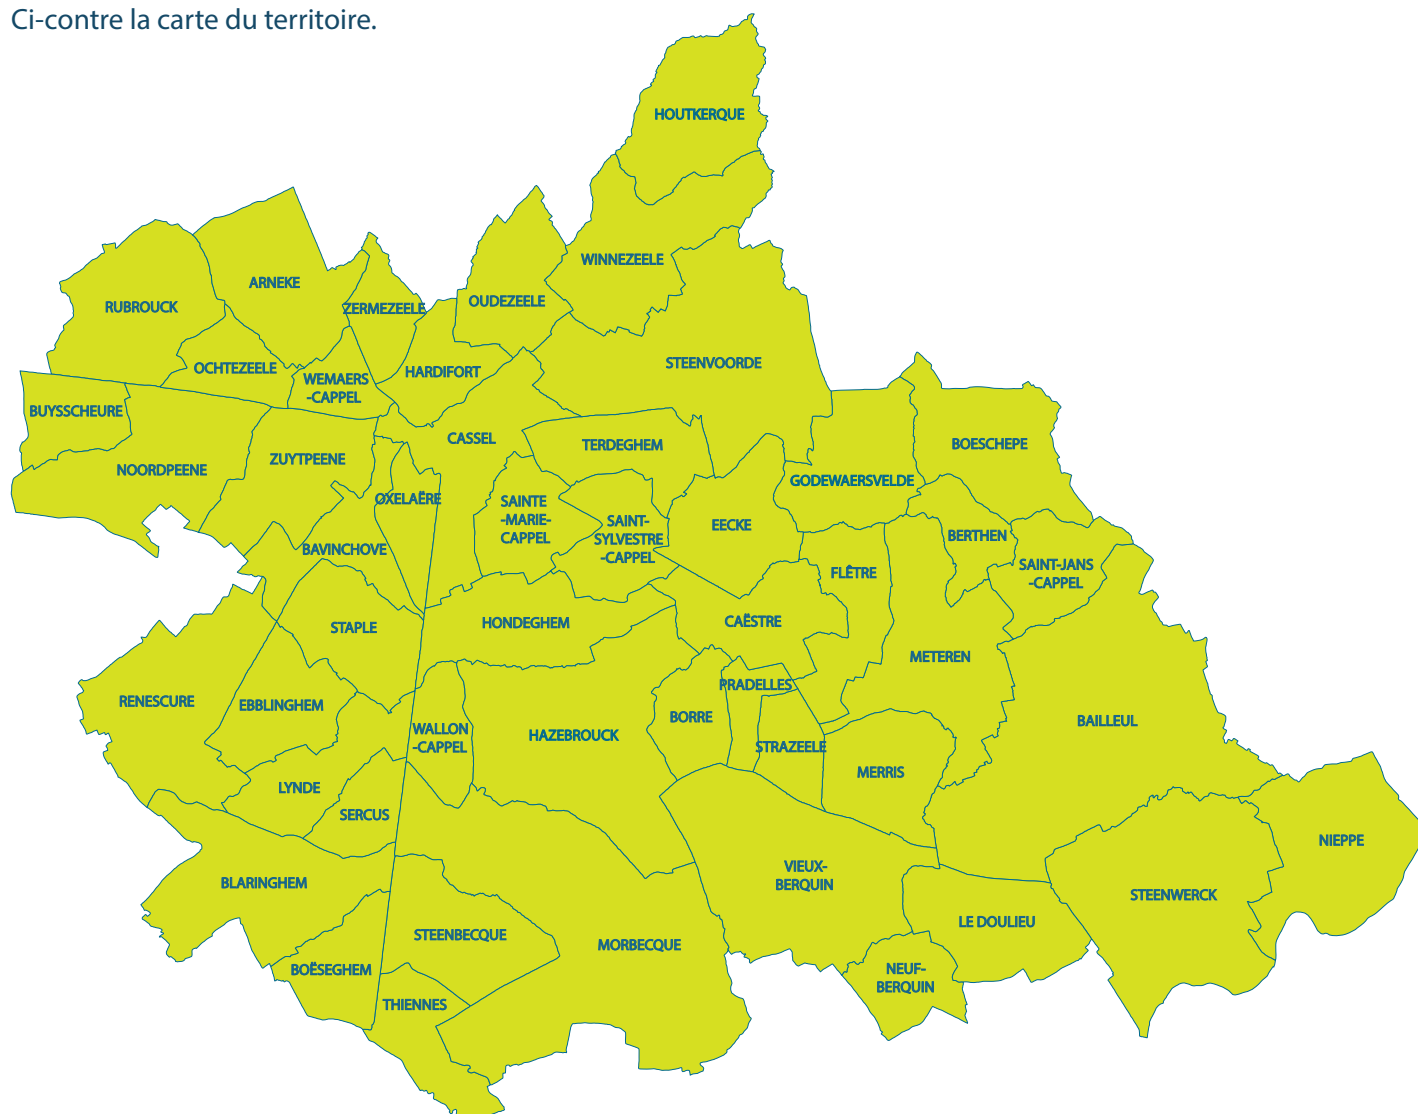 Ci-contre la carte du territoire.
HOUTKERQUE
WINNEZEELE
ARNEKE
OUDEZEELE
RUBROUCK
ZERMEZEELE
STEENVOORDE
OCHTEZEELE
HARDIFORT
WEMAERS
-CAPPEL
BUYSSCHEURE
CASSEL
TERDEGHEM
BOESCHEPE
ZUYTPEENE
NOORDPEENE
GODEWAERSVELDE
OXELAËRE
SAINTE
-MARIE-
CAPPEL
SAINT-
SYLVESTRE
-CAPPEL
EECKE
BERTHEN
BAVINCHOVE
FLÊTRE
SAINT-JANS
-CAPPEL
HONDEGHEM
CAËSTRE
STAPLE
METEREN
PRADELLES
RENESCURE
EBBLINGHEM
BORRE
BAILLEUL
WALLON
-CAPPEL
HAZEBROUCK
STRAZEELE
MERRIS
LYNDE
SERCUS
NIEPPE
VIEUX-
BERQUIN
BLARINGHEM
STEENWERCK
LE DOULIEU
STEENBECQUE
MORBECQUE
BOËSEGHEM
NEUF-
BERQUIN
THIENNES